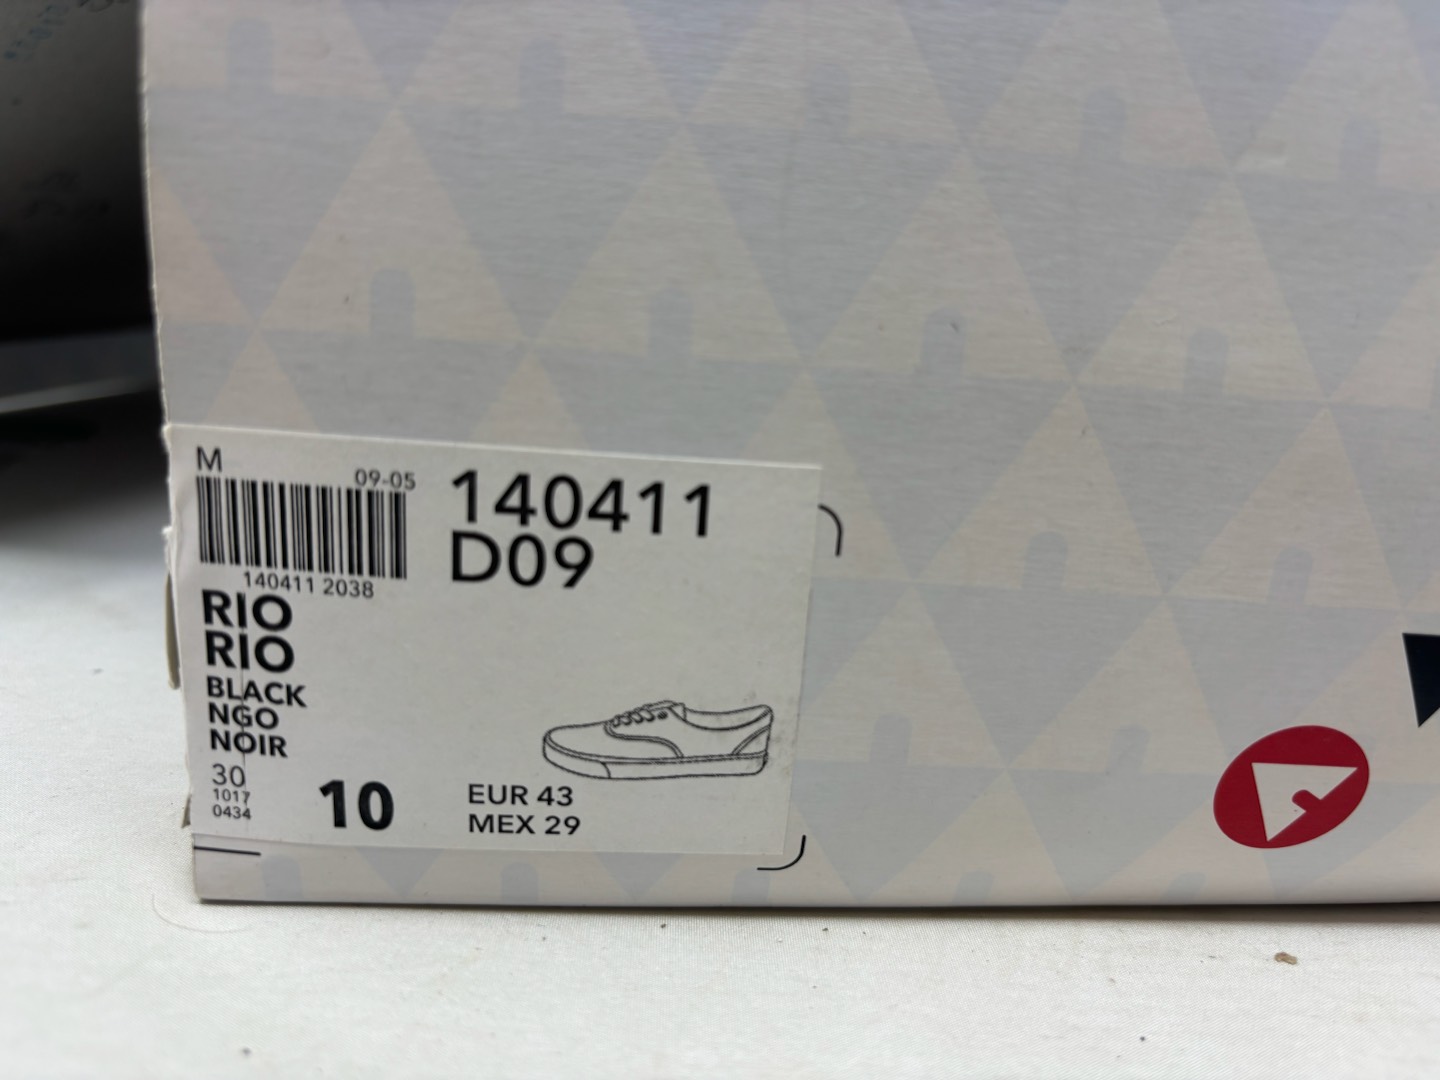 M
09-05
140411 2038
140411
D09
RIO
RIO
BLACK
NGO
NOIR
30
1017
0434
10
EUR 43
MEX 29